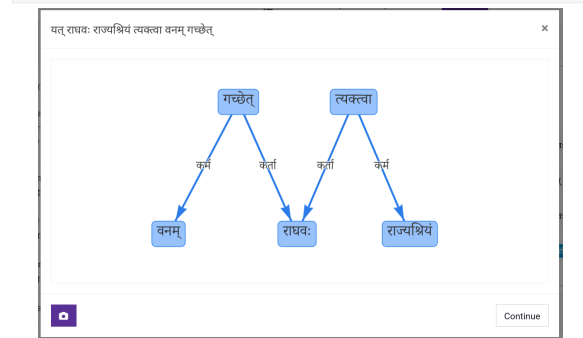 यत् राघवः राज्यश्रियं त्यक्त्वा वनम् गच्छेत् ×
गच्छेत् त्यक्त्वा
कर्म कर्ता कर्ता कर्म
वनम् राघवः राज्यश्रियं
Continue